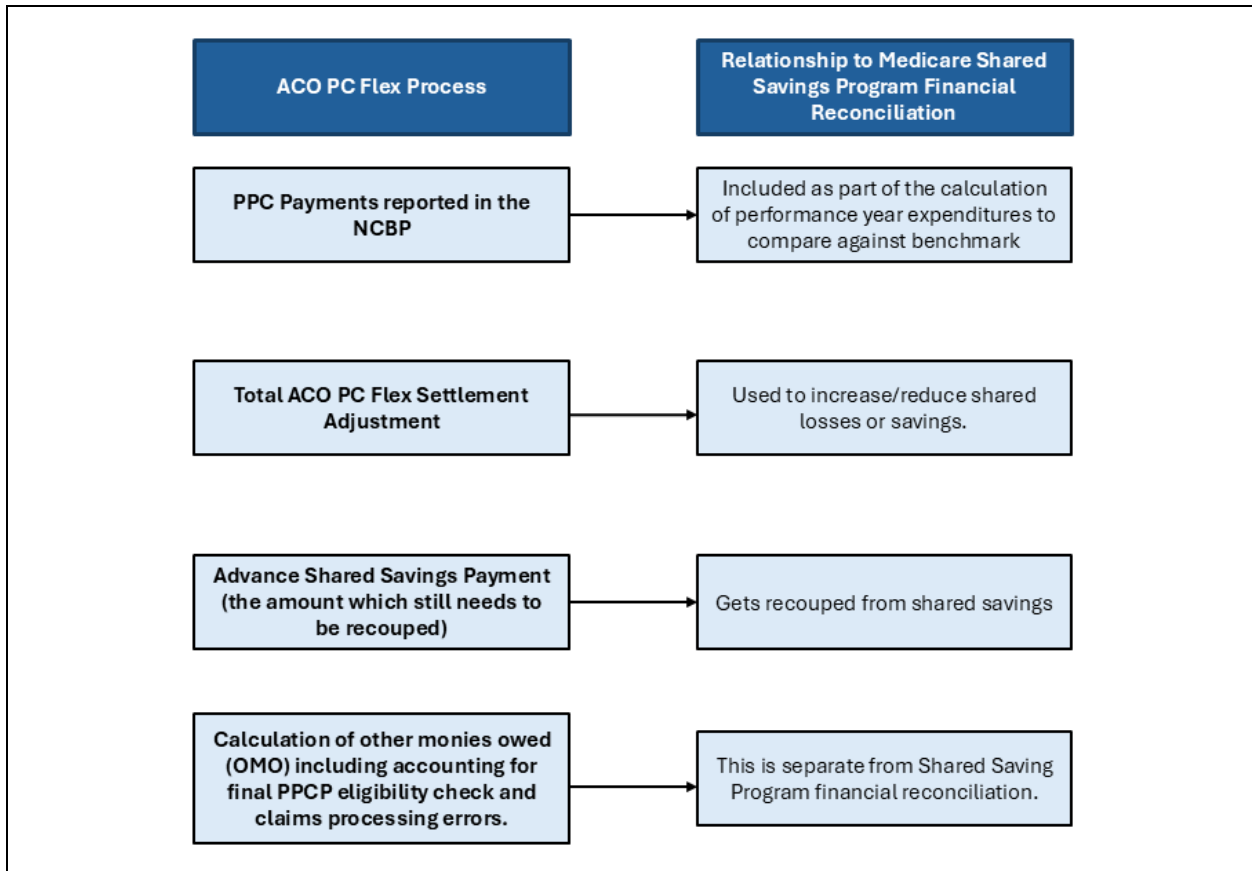 ACO PC Flex Process
Relationship to Medicare Shared
Savings Program Financial
Reconciliation
PPC Payments reported in the
NCBP
Included as part of the calculation
of performance year expenditures to
compare against benchmark
Total ACO PC Flex Settlement
Adjustment
Used to increase/reduce shared
losses or savings.
Advance Shared Savings Payment
(the amount which still needs to
be recouped)
Gets recouped from shared savings
Calculation of other monies owed
(OMO) including accounting for
final PPCP eligibility check and
claims processing errors.
This is separate from Shared Saving
Program financial reconciliation.